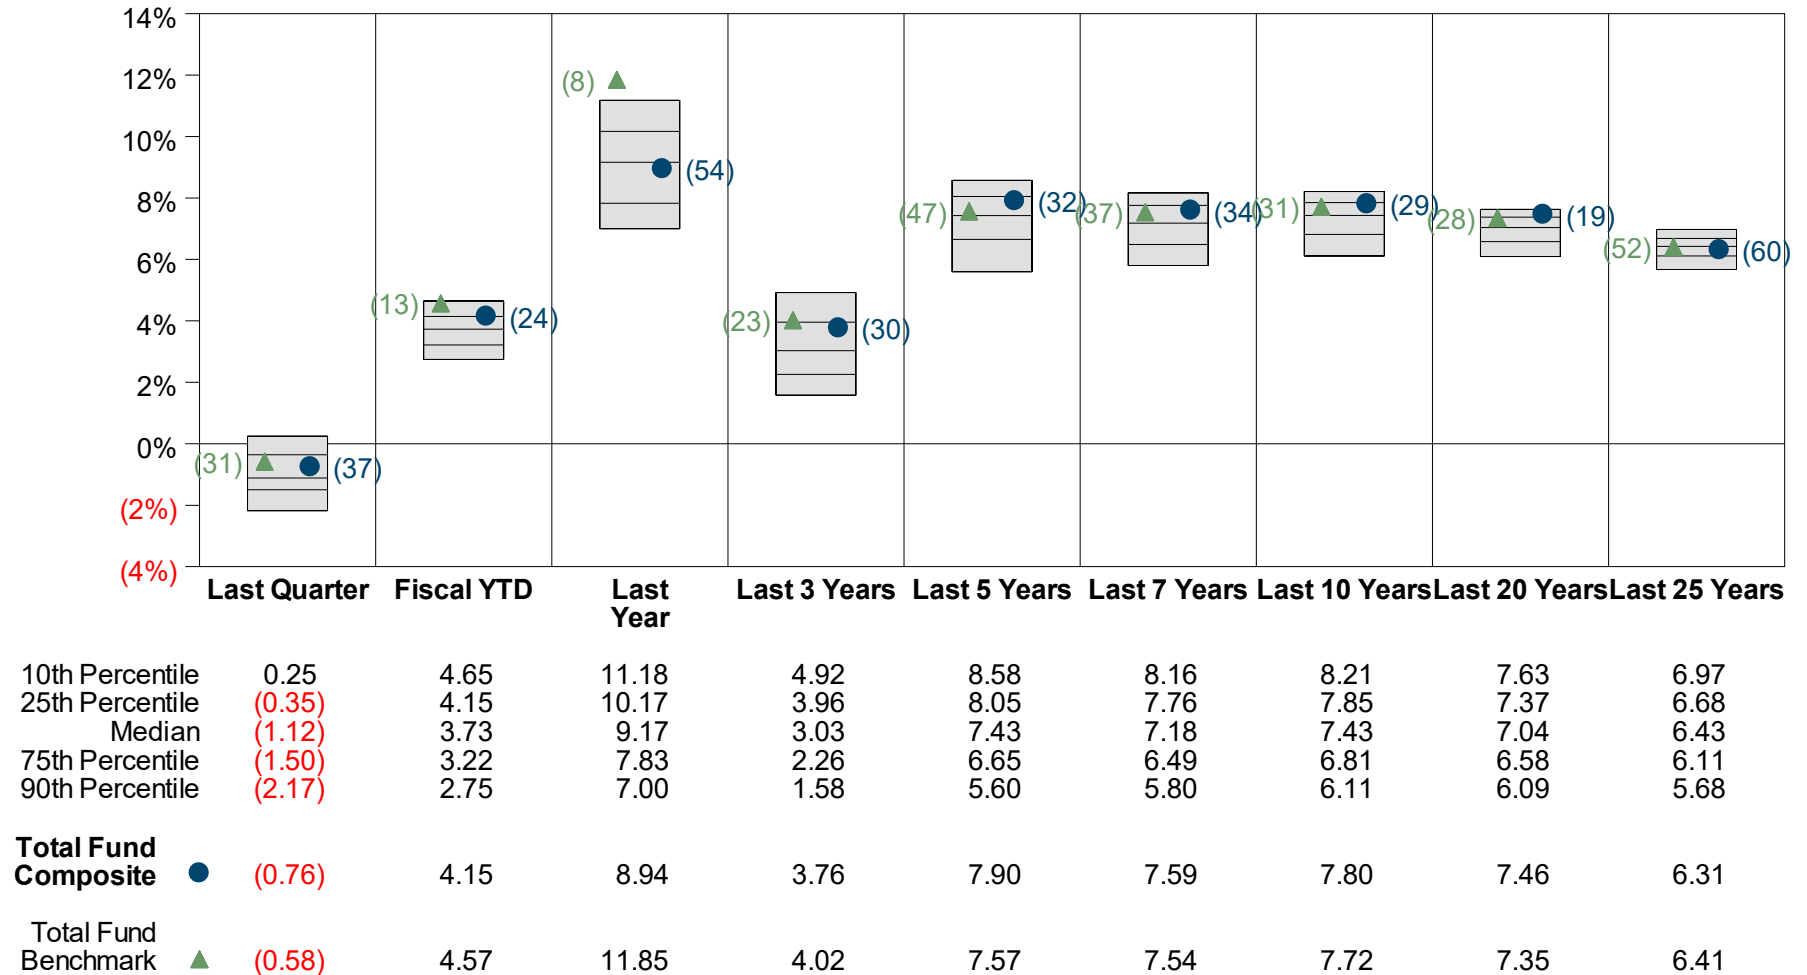 14%
12%
10%
8%
6%
4%
2%
0%
(2%)
(4%)
(31) (37)
(13) (24)
(8) (54)
(23) (30)
(47) (32)
(37) (34)
(31) (29)
(28) (19)
(52) (60)
Last Quarter Fiscal YTD Last Year Last 3 Years Last 5 Years Last 7 Years Last 10 Years Last 20 Years Last 25 Years
10th Percentile 0.25 4.65 11.18 4.92 8.58 8.16 8.21 7.63 6.97
25th Percentile (0.35) 4.15 10.17 3.96 8.05 7.76 7.85 7.37 6.68
Median (1.12) 3.73 9.17 3.03 7.43 7.18 7.43 7.04 6.43
75th Percentile (1.50) 3.22 7.83 2.26 6.65 6.49 6.81 6.58 6.11
90th Percentile (2.17) 2.75 7.00 1.58 5.60 5.80 6.11 6.09 5.68
Total Fund
Composite (0.76) 4.15 8.94 3.76 7.90 7.59 7.80 7.46 6.31
Total Fund
Benchmark (0.58) 4.57 11.85 4.02 7.57 7.54 7.72 7.35 6.41